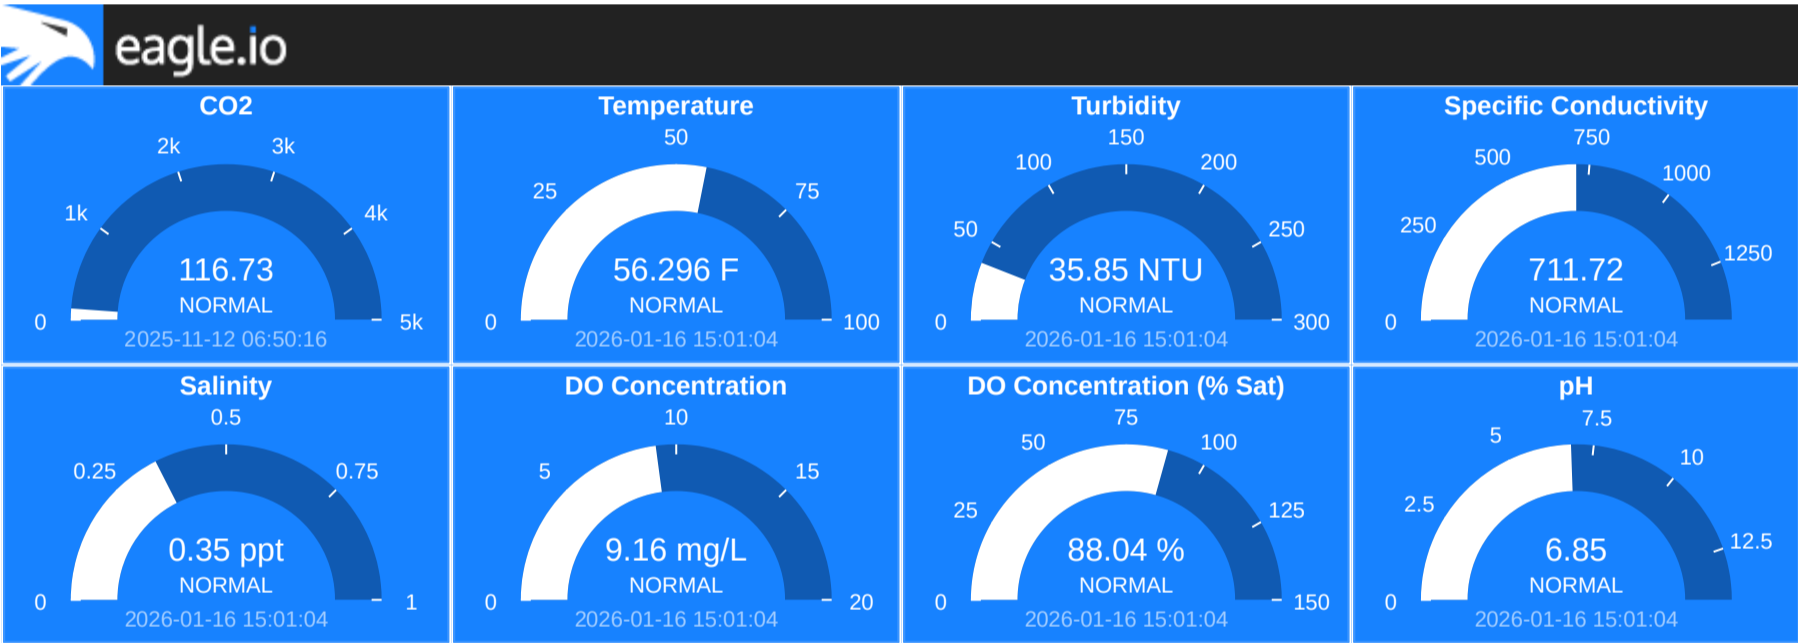 eagle.io
CO2
0
1k
2k
3k
4k
5k
116.73
NORMAL
2025-11-12 06:50:16
Temperature
0
25
50
75
100
56.296 F
NORMAL
2026-01-16 15:01:04
Turbidity
0
50
100
150
200
250
300
35.85 NTU
NORMAL
2026-01-16 15:01:04
Specific Conductivity
0
250
500
750
1000
1250
711.72
NORMAL
2026-01-16 15:01:04
Salinity
0
0.25
0.5
0.75
1
0.35 ppt
NORMAL
2026-01-16 15:01:04
DO Concentration
0
5
10
15
20
9.16 mg/L
NORMAL
2026-01-16 15:01:04
DO Concentration (% Sat)
0
25
50
75
100
125
150
88.04 %
NORMAL
2026-01-16 15:01:04
pH
0
2.5
5
7.5
10
12.5
6.85
NORMAL
2026-01-16 15:01:04